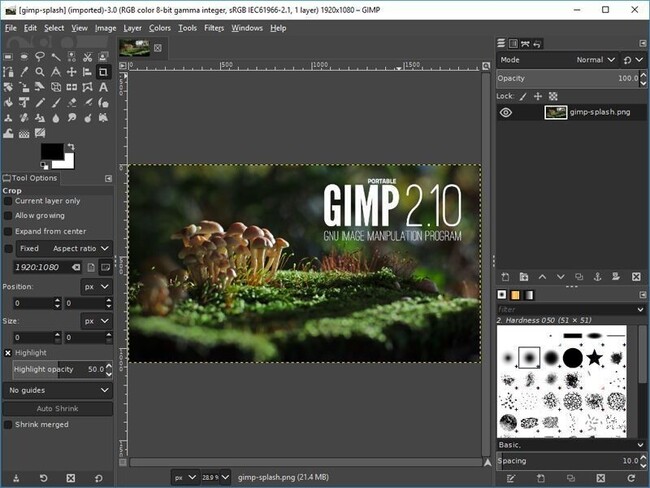 [gimp-splash] (imported)-3.0 (RGB color 8-bit gamma integer, sRGB IEC61966-2.1, 1 layer) 1920x1080 – GIMP
File Edit Select View Image Layer Colors Tools Filters Windows Help
Tool Options
Crop
Current layer only
Allow growing
Expand from center
Fixed Aspect ratio
1920:1080
Position:
px
0 0
Size:
px
0 0
Highlight
Highlight opacity 50.0
No guides
Auto Shrink
Shrink merged
0 500 1000 1500
PORTABLE
GIMP 2.10
GNU IMAGE MANIPULATION PROGRAM
px 28.9 % gimp-splash.png (21.4 MB)
Mode Normal
Opacity 100.0
Lock:
gimp-splash.png
filter
2. Hardness 050 (51 × 51)
Basic,
Spacing 10.0